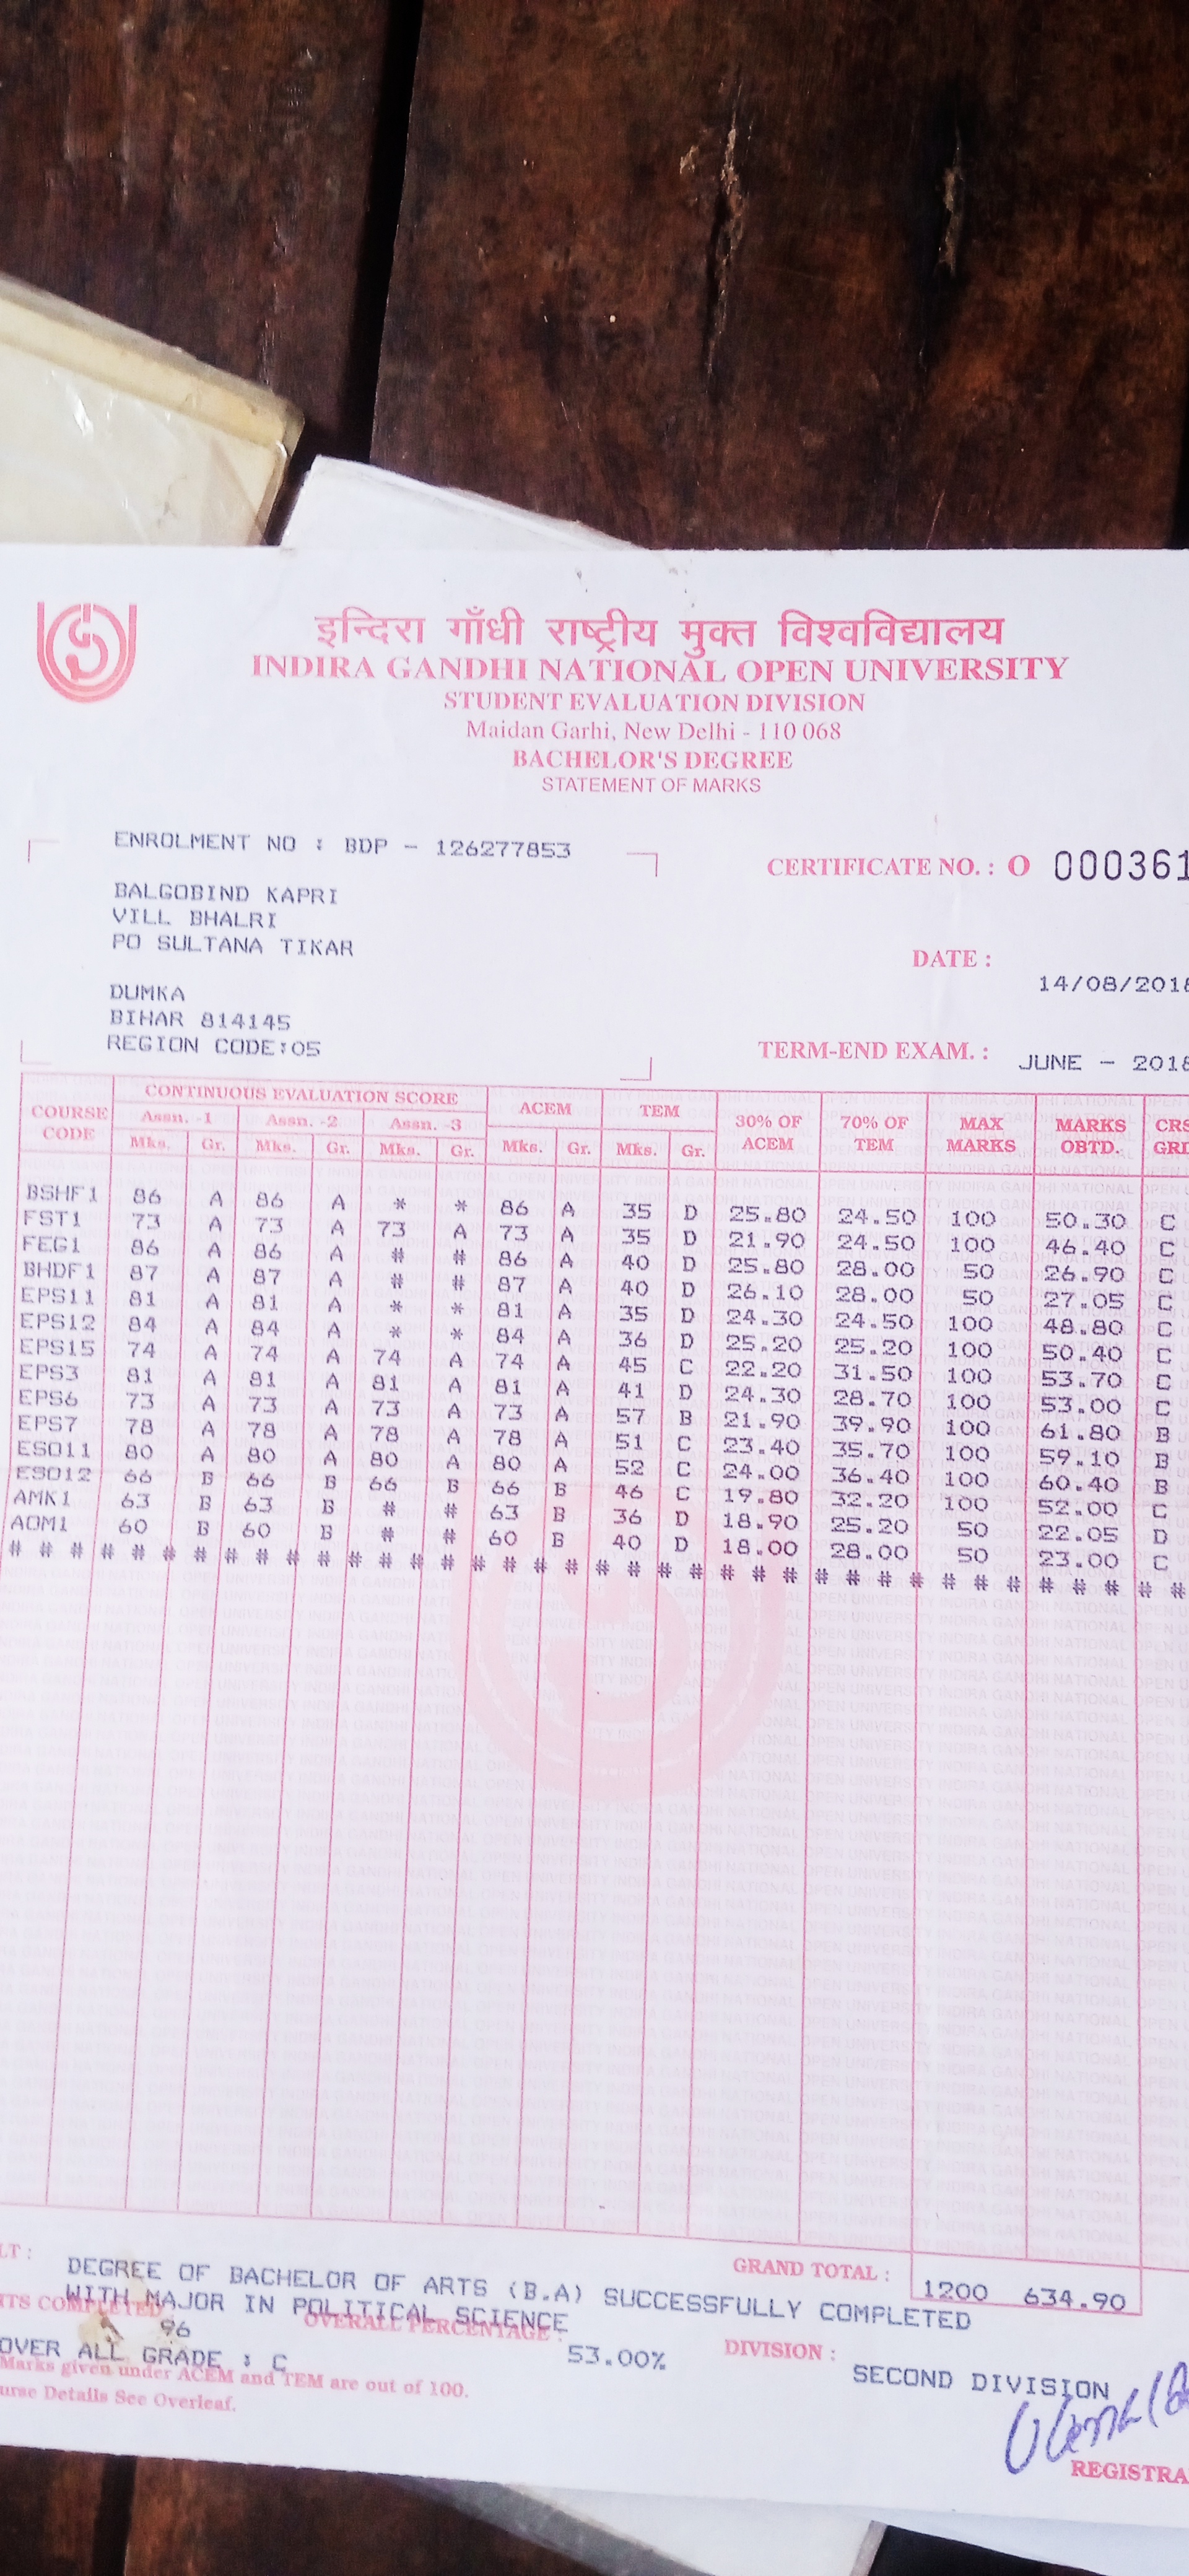 इन्दिरा गाँधी राष्ट्रीय मुक्त विश्वविद्यालय
INDIRA GANDHI NATIONAL OPEN UNIVERSITY
STUDENT EVALUATION DIVISION
Maidan Garhi, New Delhi - 110 068
BACHELOR'S DEGREE
STATEMENT OF MARKS
ENROLMENT NO : BDP - 126277853
CERTIFICATE NO. : O 000361
BALGOBIND KAPRI
VILL BHALRI
PO SULTANA TIKAR
DATE :
14/08/2018
DUMKA
BIHAR 814145
REGION CODE:05
TERM-END EXAM. : JUNE - 2018
COURSE CODE CONTINUOUS EVALUATION SCORE ACEM TEM 30% OF ACEM 70% OF TEM MAX MARKS MARKS OBTD. CRS GRD
Assn. -1 Assn. -2 Assn. -3
Mks. Gr. Mks. Gr. Mks. Gr. Mks. Gr. Mks. Gr.
BSHF1 86 A 86 A * * 86 A 35 D 25.80 24.50 100 50.30 C
FST1 73 A 73 A 73 A 73 A 35 D 21.90 24.50 100 46.40 C
FEG1 86 A 86 A # # 86 A 40 D 25.80 28.00 50 26.90 C
BHDF1 87 A 87 A # # 87 A 40 D 26.10 28.00 50 27.05 C
EPS11 81 A 81 A * * 81 A 35 D 24.30 24.50 100 48.80 C
EPS12 84 A 84 A * * 84 A 36 D 25.20 25.20 100 50.40 C
EPS15 74 A 74 A 74 A 74 A 45 C 22.20 31.50 100 53.70 C
EPS3 81 A 81 A 81 A 81 A 41 D 24.30 28.70 100 53.00 C
EPS6 73 A 73 A 73 A 73 A 57 B 21.90 39.90 100 61.80 B
EPS7 78 A 78 A 78 A 78 A 51 C 23.40 35.70 100 59.10 B
ESO11 80 A 80 A 80 A 80 A 52 C 24.00 36.40 100 60.40 B
ESO12 66 B 66 B 66 B 66 B 46 C 19.80 32.20 100 52.00 C
AMK1 63 B 63 B # # 63 B 36 D 18.90 25.20 50 22.05 D
AOM1 60 B 60 B # # 60 B 40 D 18.00 28.00 50 23.00 C
# # # # # # # # # # # # # # # # # # # # # # # # # # # # # # # # # # # # # # #
LT :
DEGREE OF BACHELOR OF ARTS (B.A) SUCCESSFULLY COMPLETED
WITH MAJOR IN POLITICAL SCIENCE
GRAND TOTAL : 1200 634.90
ITS COMPLETED 96
OVERALL PERCENTAGE : 53.00%
DIVISION : SECOND DIVISION
OVER ALL GRADE : C
Marks given under ACEM and TEM are out of 100.
urse Details See Overleaf.
REGISTRA